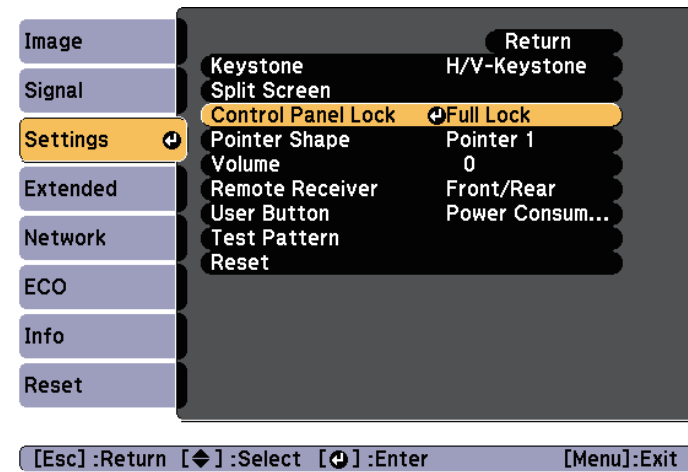 Image
Signal
Settings
Extended
Network
ECO
Info
Reset
Return
Keystone H/V-Keystone
Split Screen
Control Panel Lock Full Lock
Pointer Shape Pointer 1
Volume 0
Remote Receiver Front/Rear
User Button Power Consum...
Test Pattern
Reset
[Esc] :Return [ ] :Select [ ] :Enter [Menu]:Exit